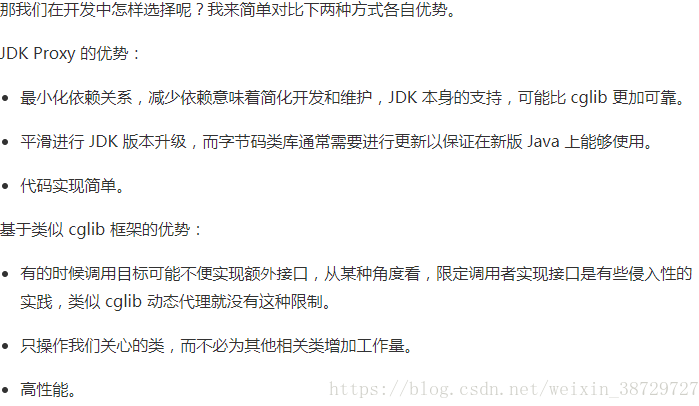 那我们在开发中怎样选择呢？我来简单对比下两种方式各自优势。
JDK Proxy 的优势：
• 最小化依赖关系，减少依赖意味着简化开发和维护，JDK 本身的支持，可能比 cglib 更加可靠。
• 平滑进行 JDK 版本升级，而字节码类库通常需要进行更新以保证在新版 Java 上能够使用。
• 代码实现简单。
基于类似 cglib 框架的优势：
• 有的时候调用目标可能不便实现额外接口，从某种角度看，限定调用者实现接口是有些侵入性的
实践，类似 cglib 动态代理就没有这种限制。
• 只操作我们关心的类，而不必为其他相关类增加工作量。
• 高性能。
https://blog.csdn.net/weixin_38729727